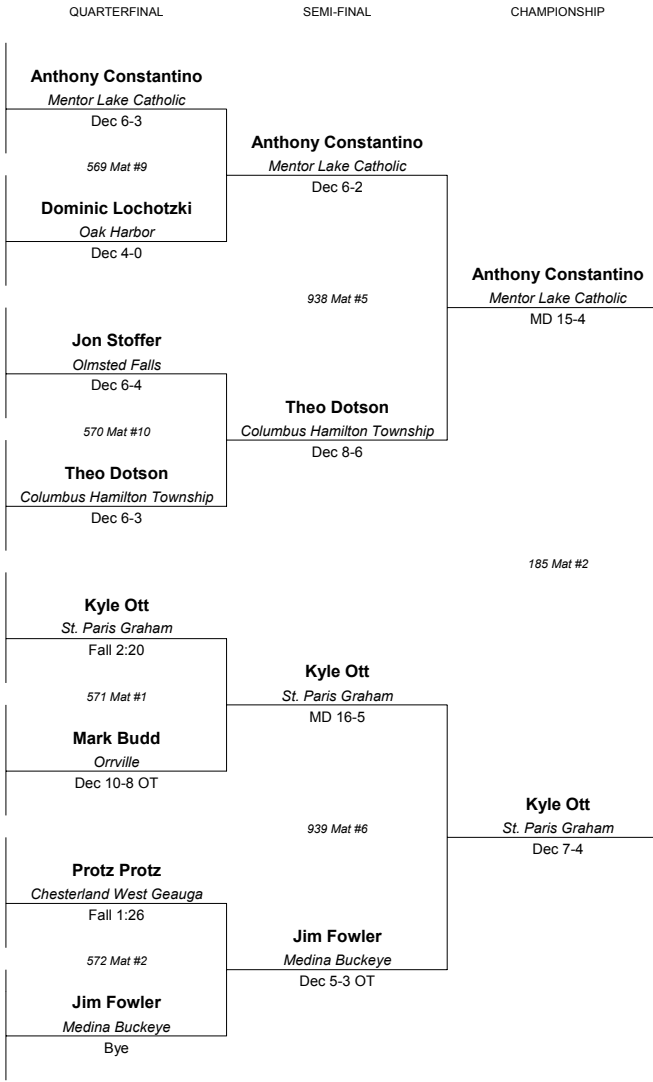 QUARTERFINAL SEMI-FINAL CHAMPIONSHIP
Anthony Constantino
Mentor Lake Catholic
Dec 6-3
569 Mat #9
Dominic Lochotzki
Oak Harbor
Dec 4-0
Jon Stoffer
Olmsted Falls
Dec 6-4
570 Mat #10
Theo Dotson
Columbus Hamilton Township
Dec 6-3
Kyle Ott
St. Paris Graham
Fall 2:20
571 Mat #1
Mark Budd
Orrville
Dec 10-8 OT
Protz Protz
Chesterland West Geauga
Fall 1:26
572 Mat #2
Jim Fowler
Medina Buckeye
Bye
Anthony Constantino
Mentor Lake Catholic
Dec 6-2
938 Mat #5
Theo Dotson
Columbus Hamilton Township
Dec 8-6
Kyle Ott
St. Paris Graham
MD 16-5
939 Mat #6
Jim Fowler
Medina Buckeye
Dec 5-3 OT
Anthony Constantino
Mentor Lake Catholic
MD 15-4
185 Mat #2
Kyle Ott
St. Paris Graham
Dec 7-4